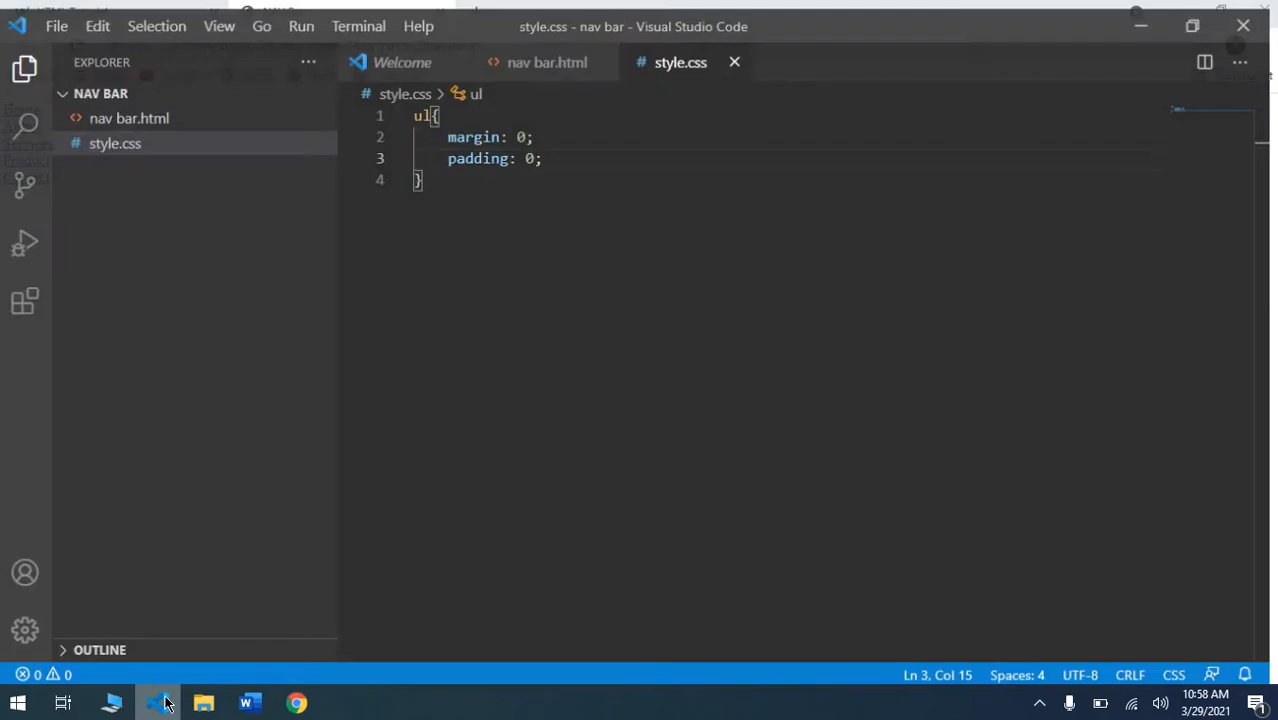 File Edit Selection View Go Run Terminal Help
style.css - nav bar - Visual Studio Code
EXPLORER
Welcome
nav bar.html
style.css
NAV BAR
style.css > ul
nav bar.html
style.css
1 ul{
2 margin: 0;
3 padding: 0;
4 }
OUTLINE
0 0
Ln 3, Col 15 Spaces: 4 UTF-8 CRLF CSS
10:58 AM
3/29/2021
1